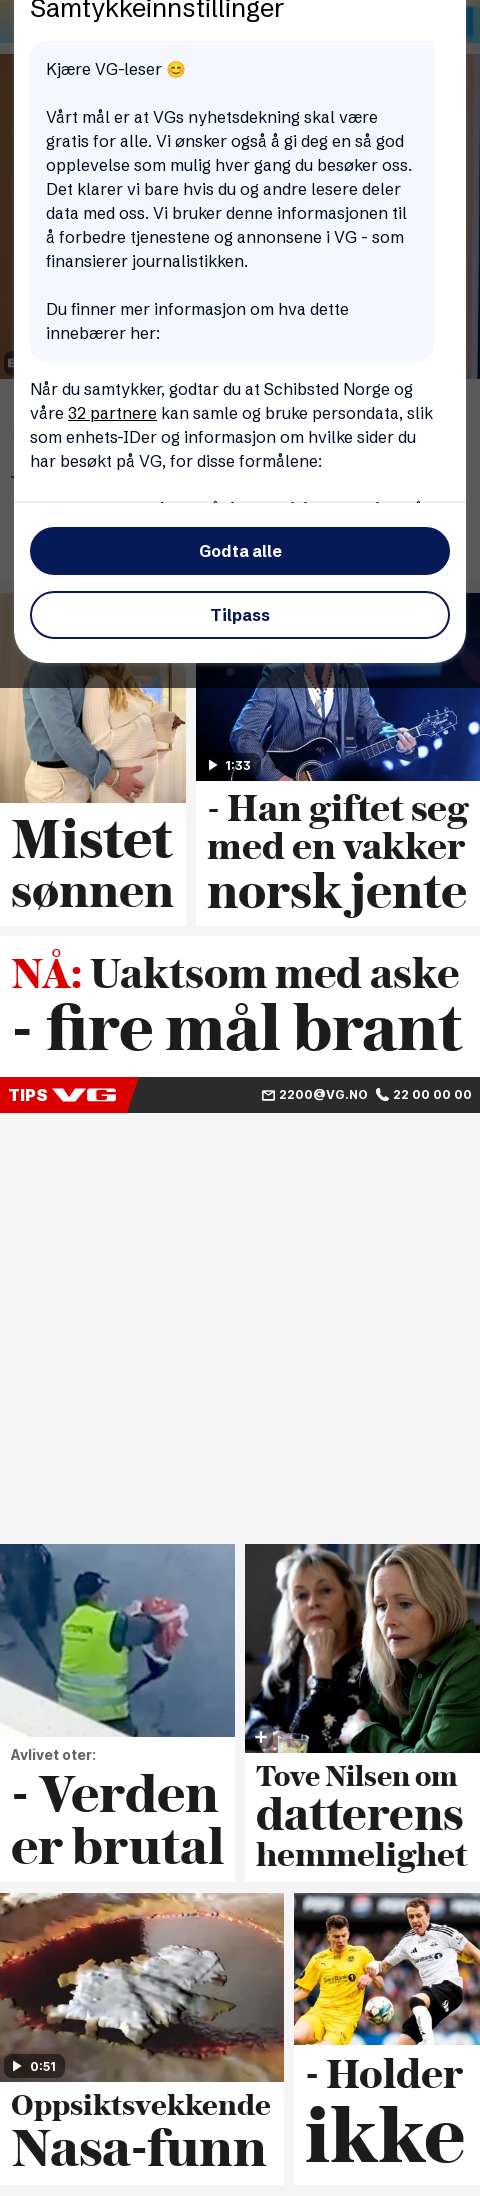 Samtykkeinnstillinger
Kjære VG-leser 😊
Vårt mål er at VGs nyhetsdekning skal være
gratis for alle. Vi ønsker også å gi deg en så god
opplevelse som mulig hver gang du besøker oss.
Det klarer vi bare hvis du og andre lesere deler
data med oss. Vi bruker denne informasjonen til
å forbedre tjenestene og annonsene i VG - som
finansierer journalistikken.
Du finner mer informasjon om hva dette
innebærer her:
Når du samtykker, godtar du at Schibsted Norge og
våre 32 partnere kan samle og bruke persondata, slik
som enhets-IDer og informasjon om hvilke sider du
har besøkt på VG, for disse formålene:
Godta alle
Tilpass
1:33
Mistet
sønnen
- Han giftet seg
med en vakker
norsk jente
NÅ: Uaktsom med aske
- fire mål brant
TIPS VG
2200@VG.NO 22 00 00 00
Avlivet oter:
- Verden
er brutal
Tove Nilsen om
datterens
hemmelighet
0:51
Oppsiktsvekkende
Nasa-funn
- Holder
ikke